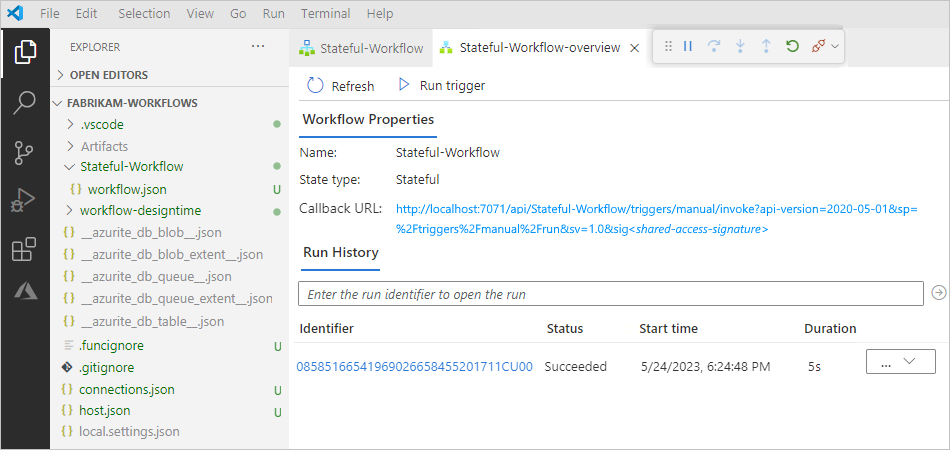 File Edit Selection View Go Run Terminal Help
EXPLORER ...
OPEN EDITORS
FABRIKAM-WORKFLOWS
.vscode
Artifacts
Stateful-Workflow
{} workflow.json U
workflow-designtime
{} __azurite_db_blob__.json
{} __azurite_db_blob_extent__.json
{} __azurite_db_queue__.json
{} __azurite_db_queue_extent__.json
{} __azurite_db_table__.json
.funcignore U
.gitignore
{} connections.json U
{} host.json U
{} local.settings.json
Stateful-Workflow Stateful-Workflow-overview
Refresh Run trigger
Workflow Properties
Name: Stateful-Workflow
State type: Stateful
Callback URL: http://localhost:7071/api/Stateful-Workflow/triggers/manual/invoke?api-version=2020-05-01&sp=
%2Ftriggers%2Fmanual%2Frun&sv=1.0&sig<shared-access-signature>
Run History
Enter the run identifier to open the run
Identifier Status Start time Duration
08585166541969026658455201711CU00 Succeeded 5/24/2023, 6:24:48 PM 5s ...